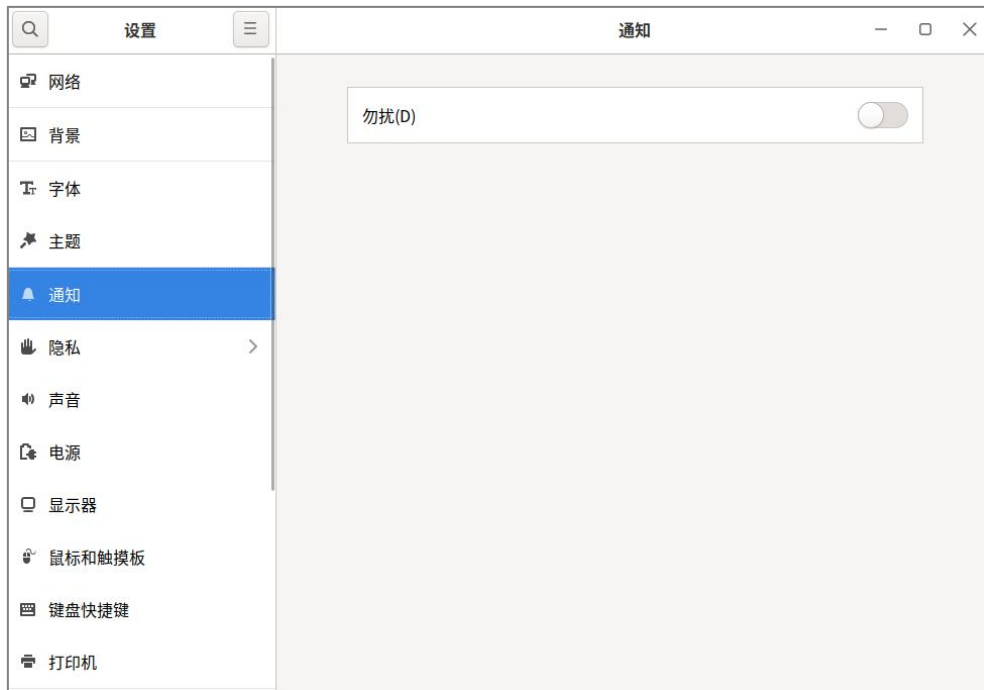 设置
通知
网络
背景
字体
主题
通知
隐私
声音
电源
显示器
鼠标和触摸板
键盘快捷键
打印机
勿扰(D)